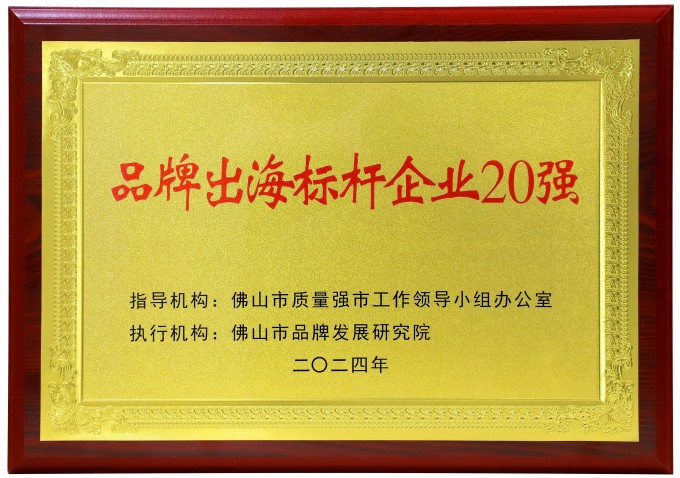 品牌出海标杆企业20强
指导机构：佛山市质量强市工作领导小组办公室
执行机构：佛山市品牌发展研究院
二〇二四年